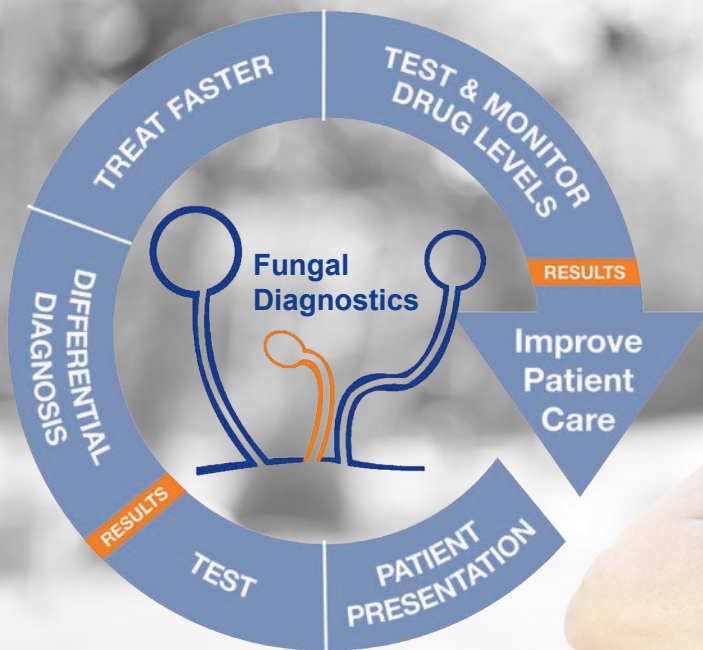 PATIENT
PRESENTATION
TEST
RESULTS
DIFFERENTIAL
DIAGNOSIS
TREAT FASTER
TEST & MONITOR
DRUG LEVELS
RESULTS
Improve
Patient
Care
Fungal
Diagnostics